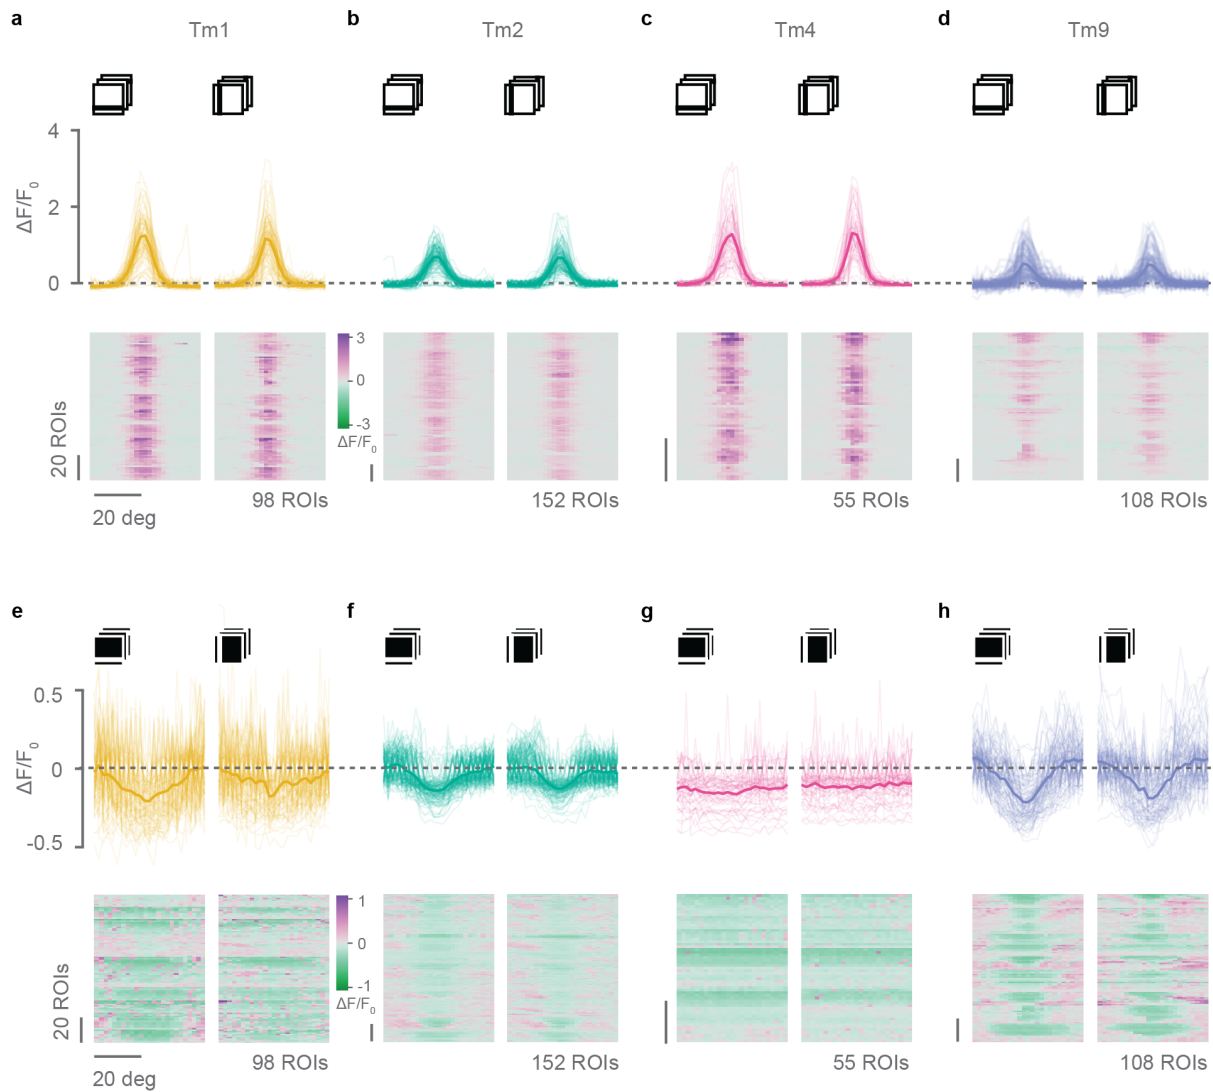 a
Tm1
b
Tm2
c
Tm4
d
Tm9
4
2
0
ΔF/F₀
3
0
-3
ΔF/F₀
20 ROIs
20 deg
98 ROIs
152 ROIs
55 ROIs
108 ROIs
e
f
g
h
0.5
0
-0.5
ΔF/F₀
1
0
-1
ΔF/F₀
20 ROIs
20 deg
98 ROIs
152 ROIs
55 ROIs
108 ROIs